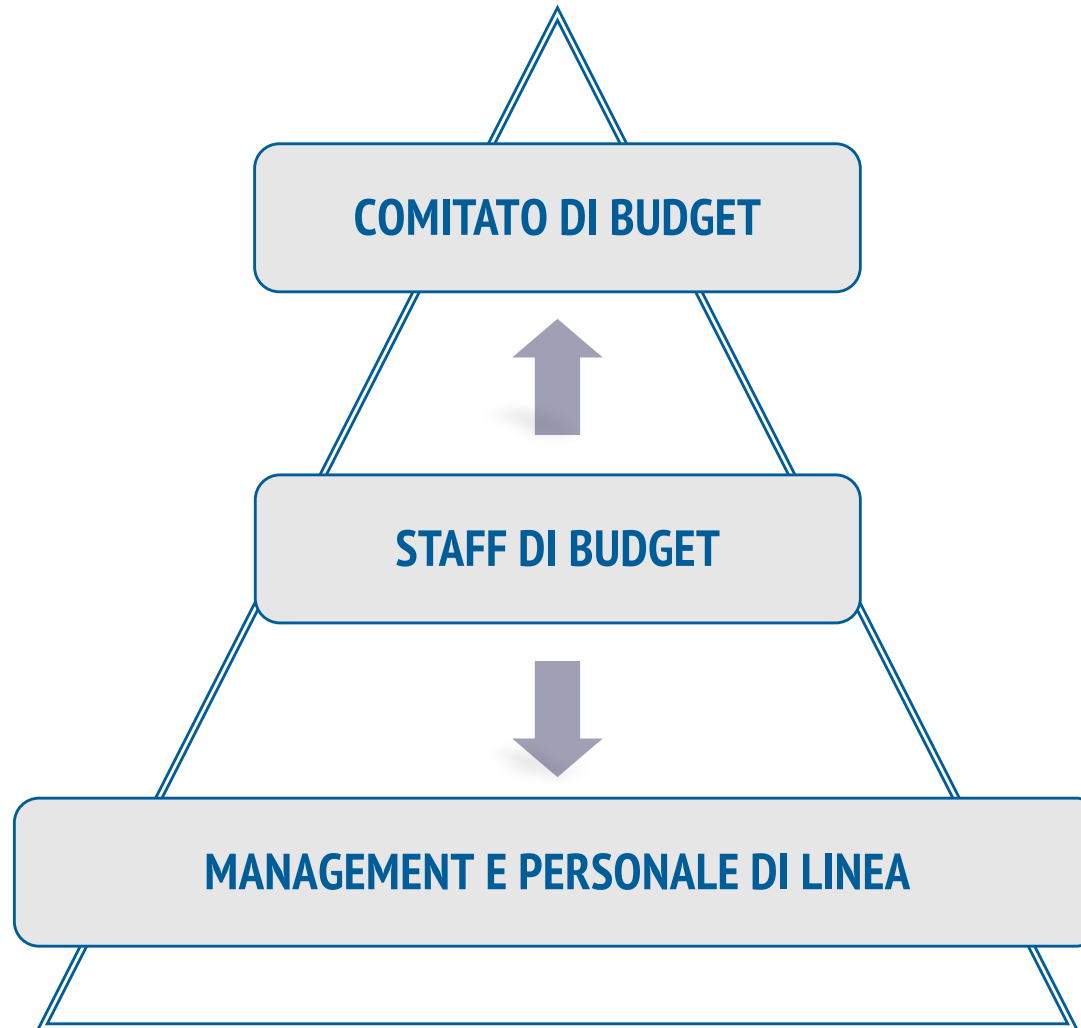 COMITATO DI BUDGET
STAFF DI BUDGET
MANAGEMENT E PERSONALE DI LINEA